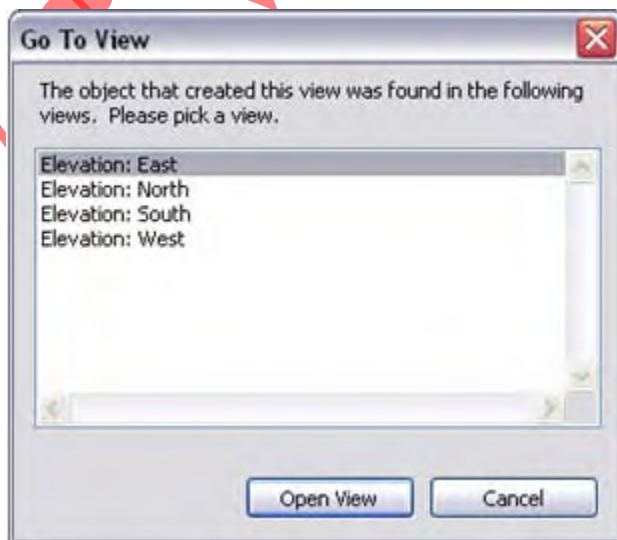 Go To View
The object that created this view was found in the following
views. Please pick a view.
Elevation: East
Elevation: North
Elevation: South
Elevation: West
Open View
Cancel